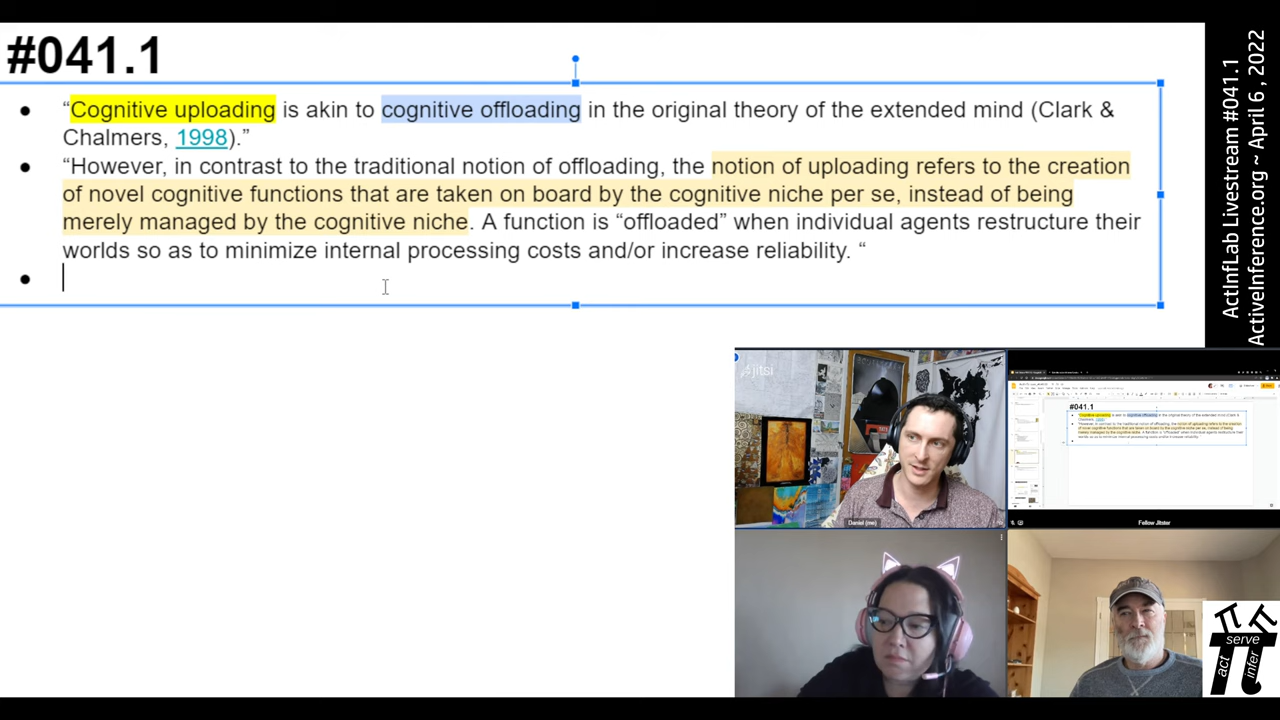 #041.1
● “Cognitive uploading is akin to cognitive offloading in the original theory of the extended mind (Clark &
Chalmers, 1998).”
● “However, in contrast to the traditional notion of offloading, the notion of uploading refers to the creation
of novel cognitive functions that are taken on board by the cognitive niche per se, instead of being
merely managed by the cognitive niche. A function is “offloaded” when individual agents restructure their
worlds so as to minimize internal processing costs and/or increase reliability. “
●
ActInfLab Livestream #041.1
ActiveInference.org ~ April 6 , 2022
jitsi
Daniel (me)
#041.1
Fellow Jitster
serve
act
infer